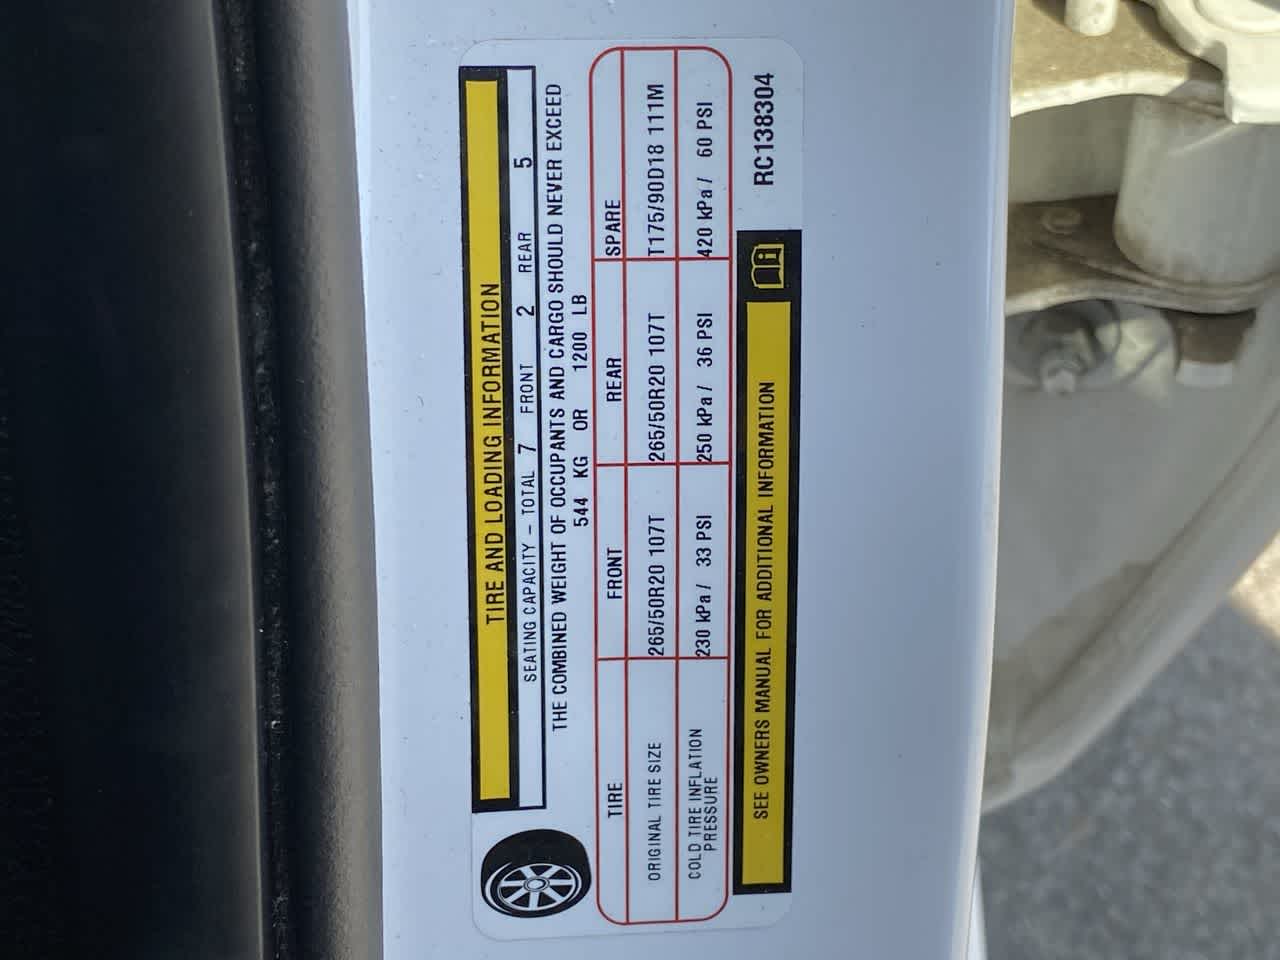 TIRE AND LOADING INFORMATION
SEATING CAPACITY - TOTAL 7 FRONT 2 REAR 5
THE COMBINED WEIGHT OF OCCUPANTS AND CARGO SHOULD NEVER EXCEED
544 KG OR 1200 LB
TIRE FRONT REAR SPARE
ORIGINAL TIRE SIZE 265/50R20 107T 265/50R20 107T T175/90D18 111M
COLD TIRE INFLATION PRESSURE 230 kPa / 33 PSI 250 kPa / 36 PSI 420 kPa / 60 PSI
SEE OWNERS MANUAL FOR ADDITIONAL INFORMATION
RC138304